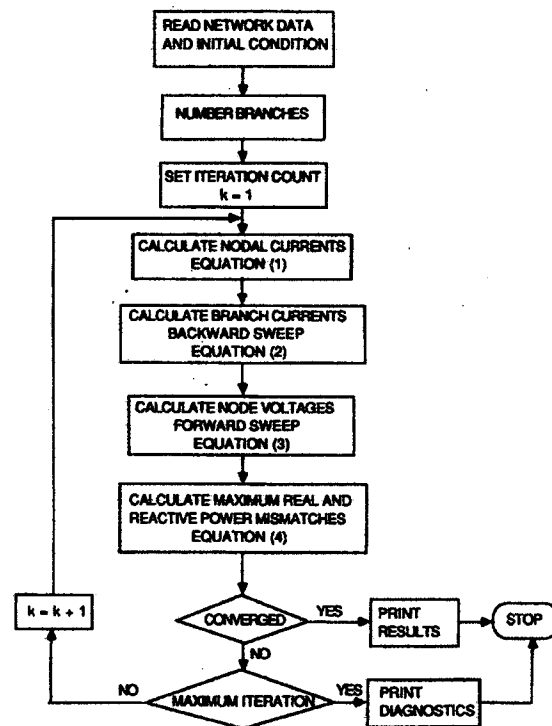 READ NETWORK DATA
AND INITIAL CONDITION
NUMBER BRANCHES
SET ITERATION COUNT
k = 1
CALCULATE NODAL CURRENTS
EQUATION (1)
CALCULATE BRANCH CURRENTS
BACKWARD SWEEP
EQUATION (2)
CALCULATE NODE VOLTAGES
FORWARD SWEEP
EQUATION (3)
CALCULATE MAXIMUM REAL AND
REACTIVE POWER MISMATCHES
EQUATION (4)
k = k + 1
CONVERGED
YES
PRINT
RESULTS
STOP
NO
NO
MAXIMUM ITERATION
YES
PRINT
DIAGNOSTICS